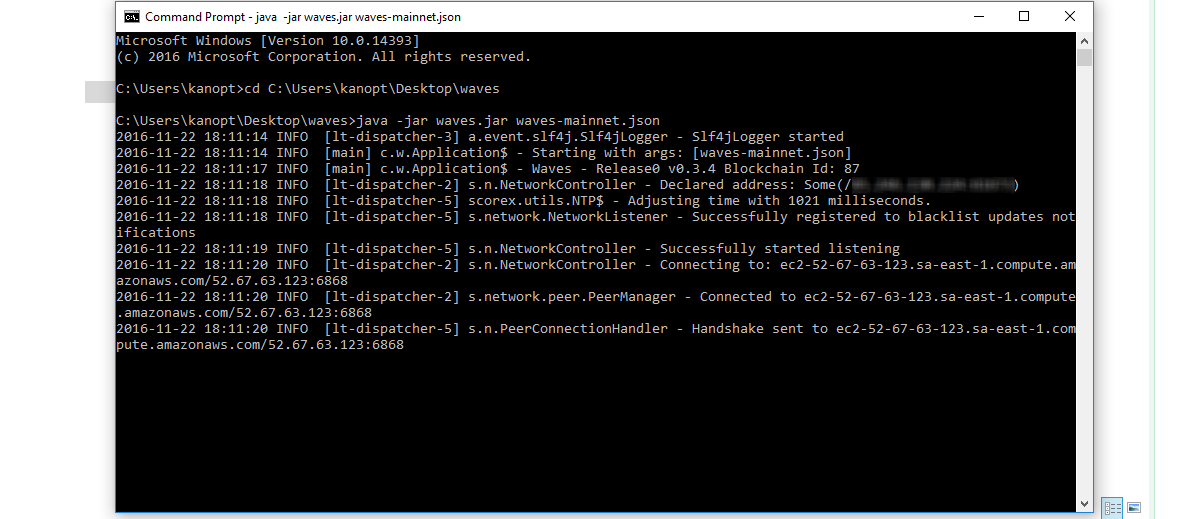 Command Prompt - java  -jar waves.jar waves-mainnet.json
Microsoft Windows [Version 10.0.14393]
(c) 2016 Microsoft Corporation. All rights reserved.
C:\Users\kanopt>cd C:\Users\kanopt\Desktop\waves
C:\Users\kanopt\Desktop\waves>java -jar waves.jar waves-mainnet.json
2016-11-22 18:11:14 INFO  [lt-dispatcher-3] a.event.slf4j.Slf4jLogger - Slf4jLogger started
2016-11-22 18:11:14 INFO  [main] c.w.Application$ - Starting with args: [waves-mainnet.json]
2016-11-22 18:11:17 INFO  [main] c.w.Application$ - Waves - Release0 v0.3.4 Blockchain Id: 87
2016-11-22 18:11:18 INFO  [lt-dispatcher-2] s.n.NetworkController - Declared address: Some(/)
2016-11-22 18:11:18 INFO  [lt-dispatcher-5] scorex.utils.NTP$ - Adjusting time with 1021 milliseconds.
2016-11-22 18:11:18 INFO  [lt-dispatcher-5] s.network.NetworkListener - Successfully registered to blacklist updates not
ifications
2016-11-22 18:11:19 INFO  [lt-dispatcher-5] s.n.NetworkController - Successfully started listening
2016-11-22 18:11:20 INFO  [lt-dispatcher-2] s.n.NetworkController - Connecting to: ec2-52-67-63-123.sa-east-1.compute.am
azonaws.com/52.67.63.123:6868
2016-11-22 18:11:20 INFO  [lt-dispatcher-2] s.network.peer.PeerManager - Connected to ec2-52-67-63-123.sa-east-1.compute
.amazonaws.com/52.67.63.123:6868
2016-11-22 18:11:20 INFO  [lt-dispatcher-5] s.n.PeerConnectionHandler - Handshake sent to ec2-52-67-63-123.sa-east-1.com
pute.amazonaws.com/52.67.63.123:6868